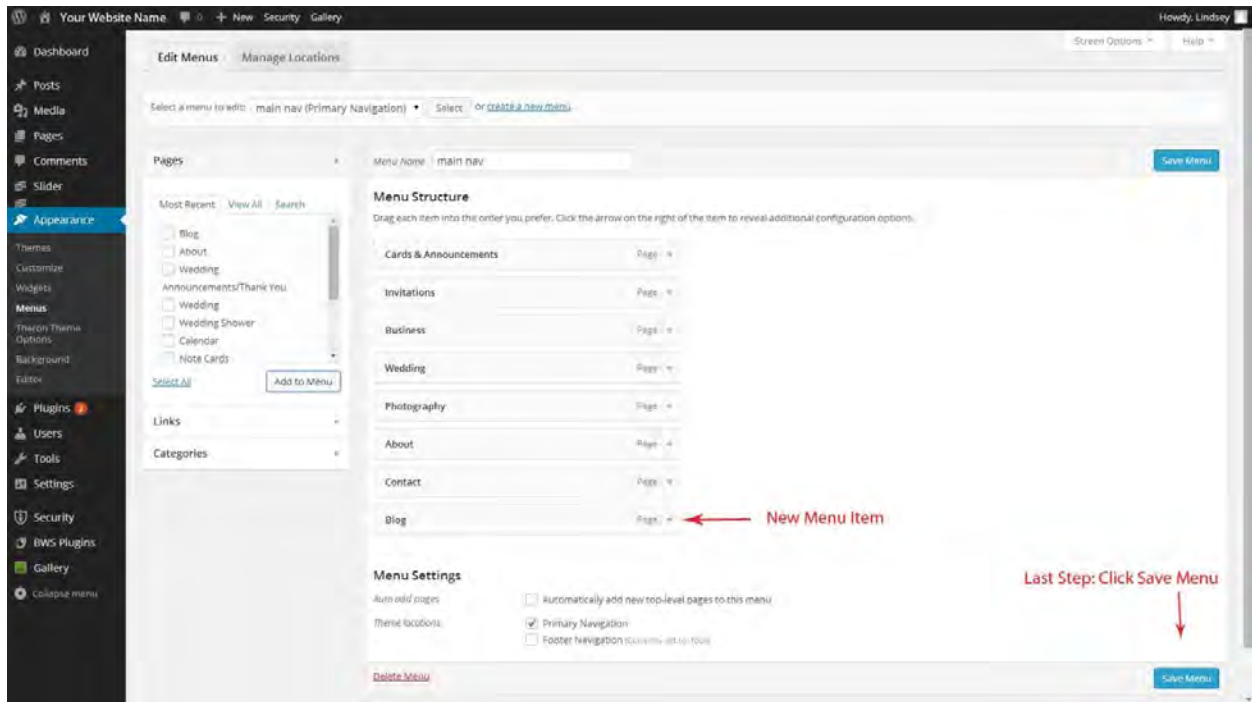 Your Website Name 0 + New Security Gallery
Howdy, Lindsey
Screen Options Help
Dashboard
Posts
Media
Pages
Comments
Slider
Appearance
Themes
Customize
Widgets
Menus
Theron Theme
Options
Background
Editor
Plugins
Users
Tools
Settings
Security
BWS Plugins
Gallery
Collapse menu
Edit Menus Manage Locations
Select a menu to edit: main nav (Primary Navigation) Select or create a new menu.
Pages
Most Recent View All Search
Blog
About
Wedding
Announcements/Thank You
Wedding
Wedding Shower
Calendar
Note Cards
Select All Add to Menu
Links
Categories
Menu Name main nav Save Menu
Menu Structure
Drag each item into the order you prefer. Click the arrow on the right of the item to reveal additional configuration options.
Cards & Announcements Page
Invitations Page
Business Page
Wedding Page
Photography Page
About Page
Contact Page
Blog Page
New Menu Item
Menu Settings
Auto add pages Automatically add new top-level pages to this menu
Theme locations Primary Navigation
Footer Navigation
Last Step: Click Save Menu
Delete Menu Save Menu